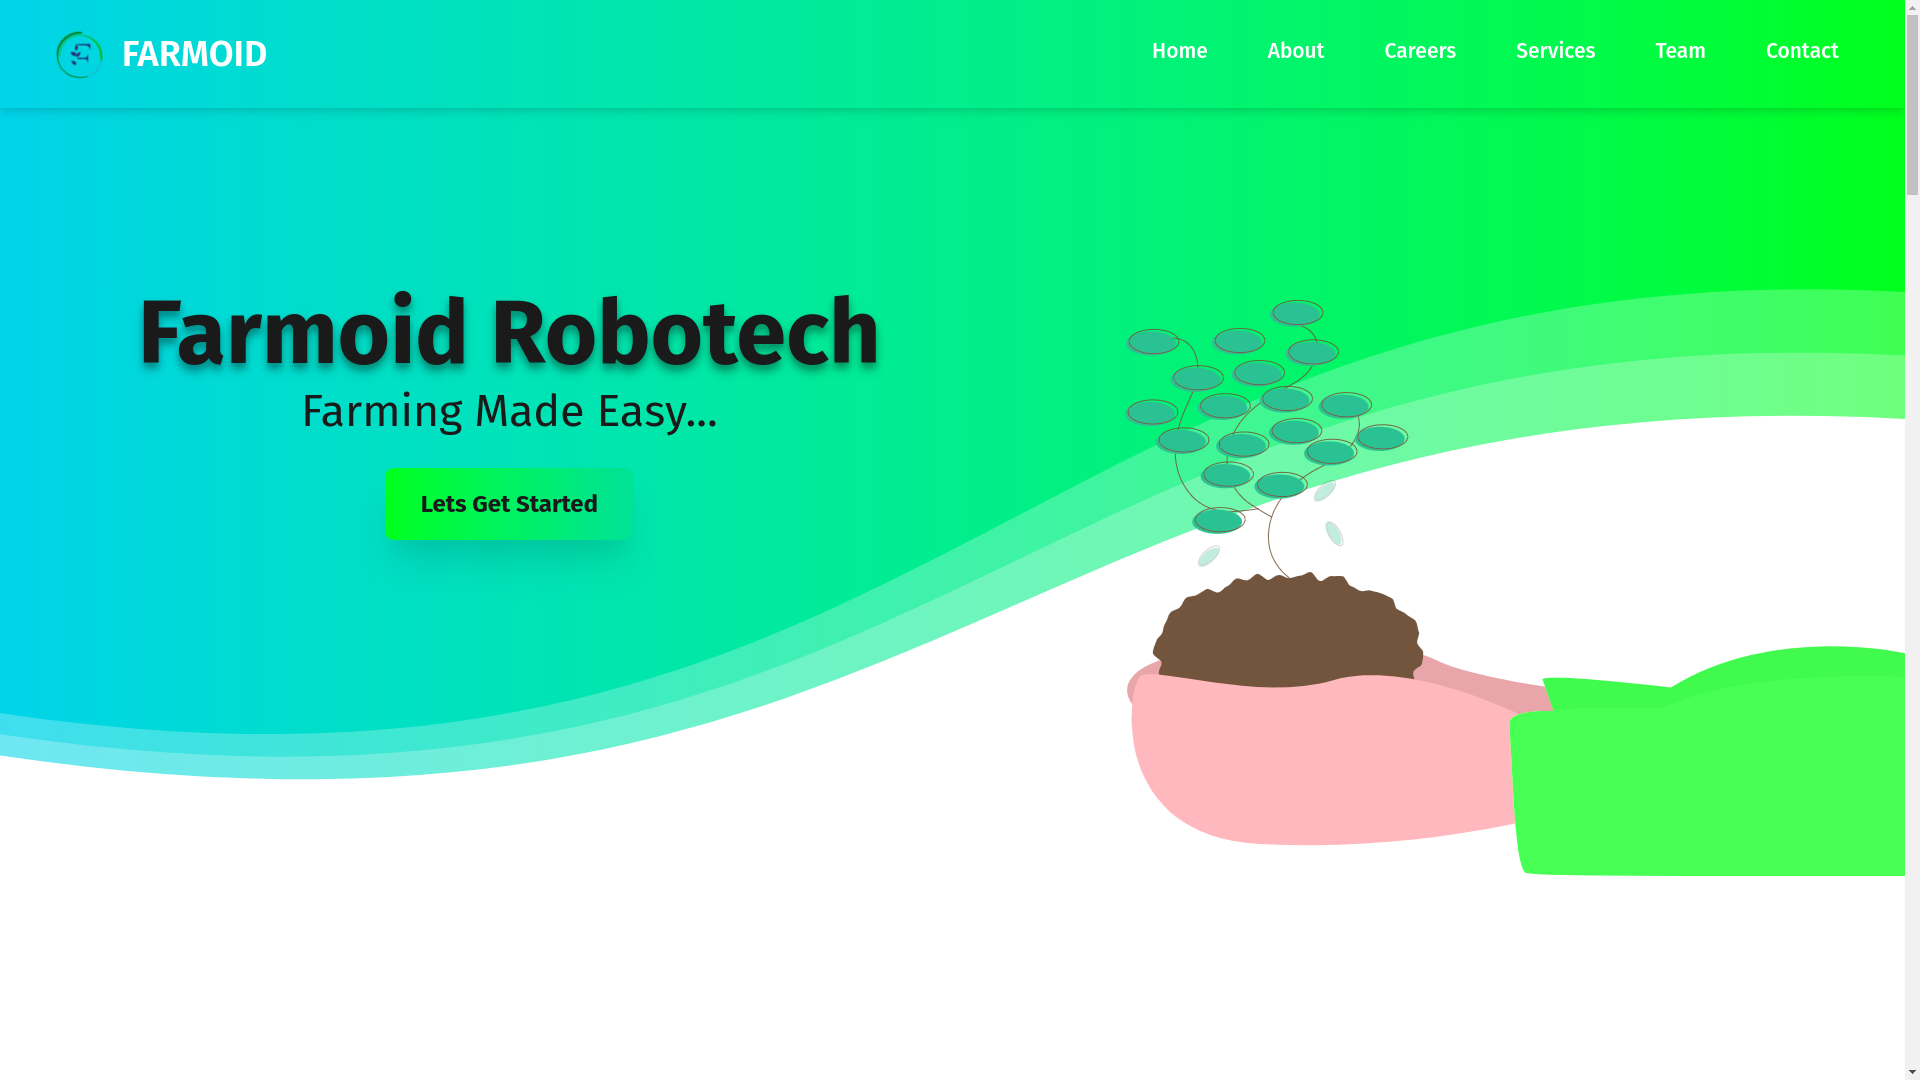 FARMOID
Home
About
Careers
Services
Team
Contact
Farmoid Robotech
Farming Made Easy...
Lets Get Started